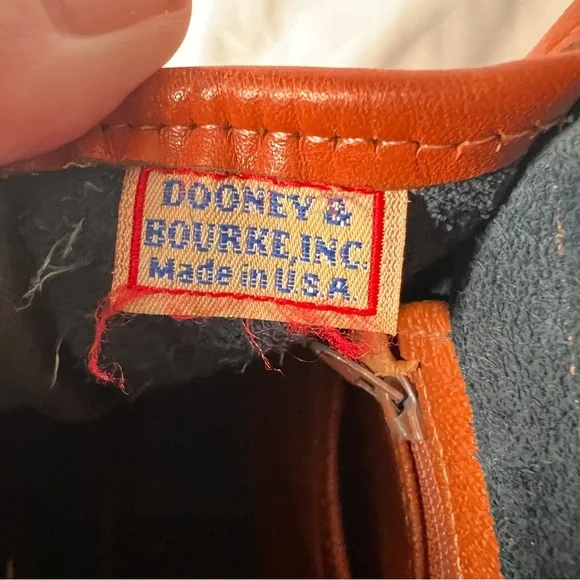 DOONEY &
BOURKE, INC.
Made in U.S.A.